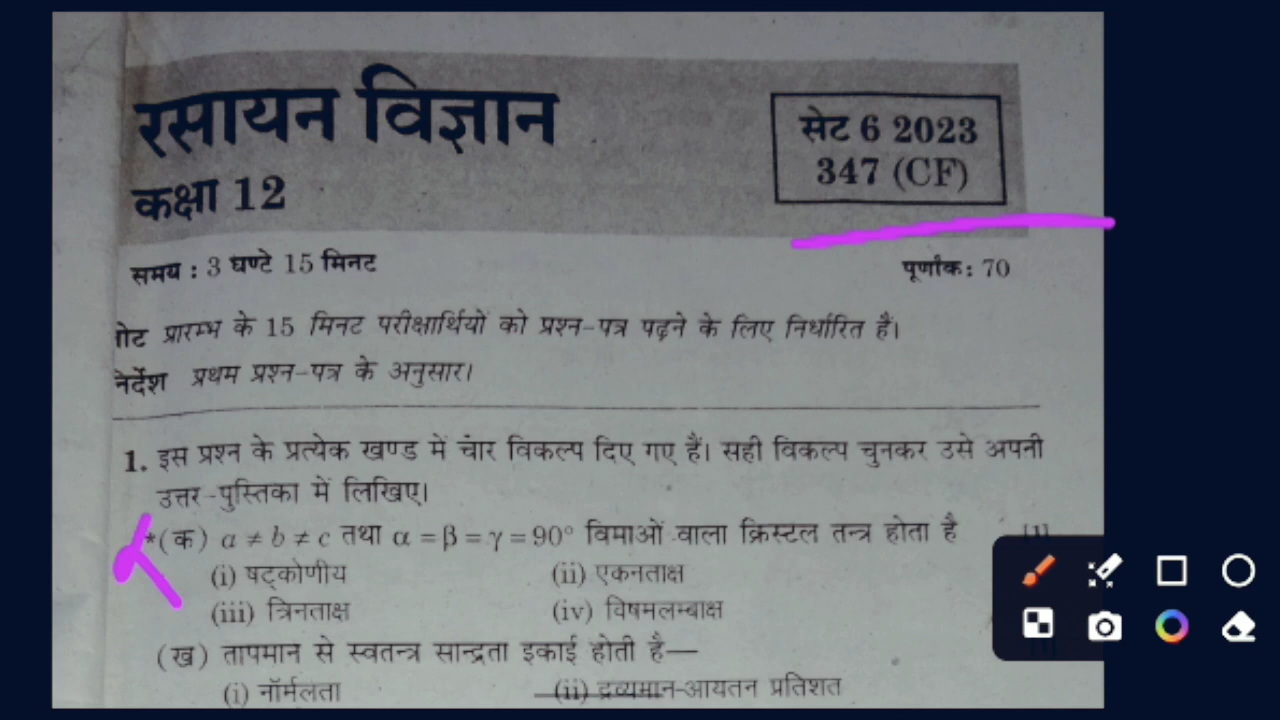 रसायन विज्ञान
कक्षा 12
सेट 6 2023
347 (CF)
समय : 3 घण्टे 15 मिनट
पूर्णांक: 70
नोट प्रारम्भ के 15 मिनट परीक्षार्थियों को प्रश्न-पत्र पढ़ने के लिए निर्धारित हैं।
निर्देश प्रथम प्रश्न-पत्र के अनुसार।
1. इस प्रश्न के प्रत्येक खण्ड में चार विकल्प दिए गए हैं। सही विकल्प चुनकर उसे अपनी
उत्तर-पुस्तिका में लिखिए।
*(क) a ≠ b ≠ c तथा α = β = γ = 90° विमाओं वाला क्रिस्टल तन्त्र होता है
(i) षट्कोणीय (ii) एकनताक्ष
(iii) त्रिनताक्ष (iv) विषमलम्बाक्ष
(ख) तापमान से स्वतन्त्र सान्द्रता इकाई होती है—
(i) नॉर्मलता (ii) द्रव्यमान-आयतन प्रतिशत